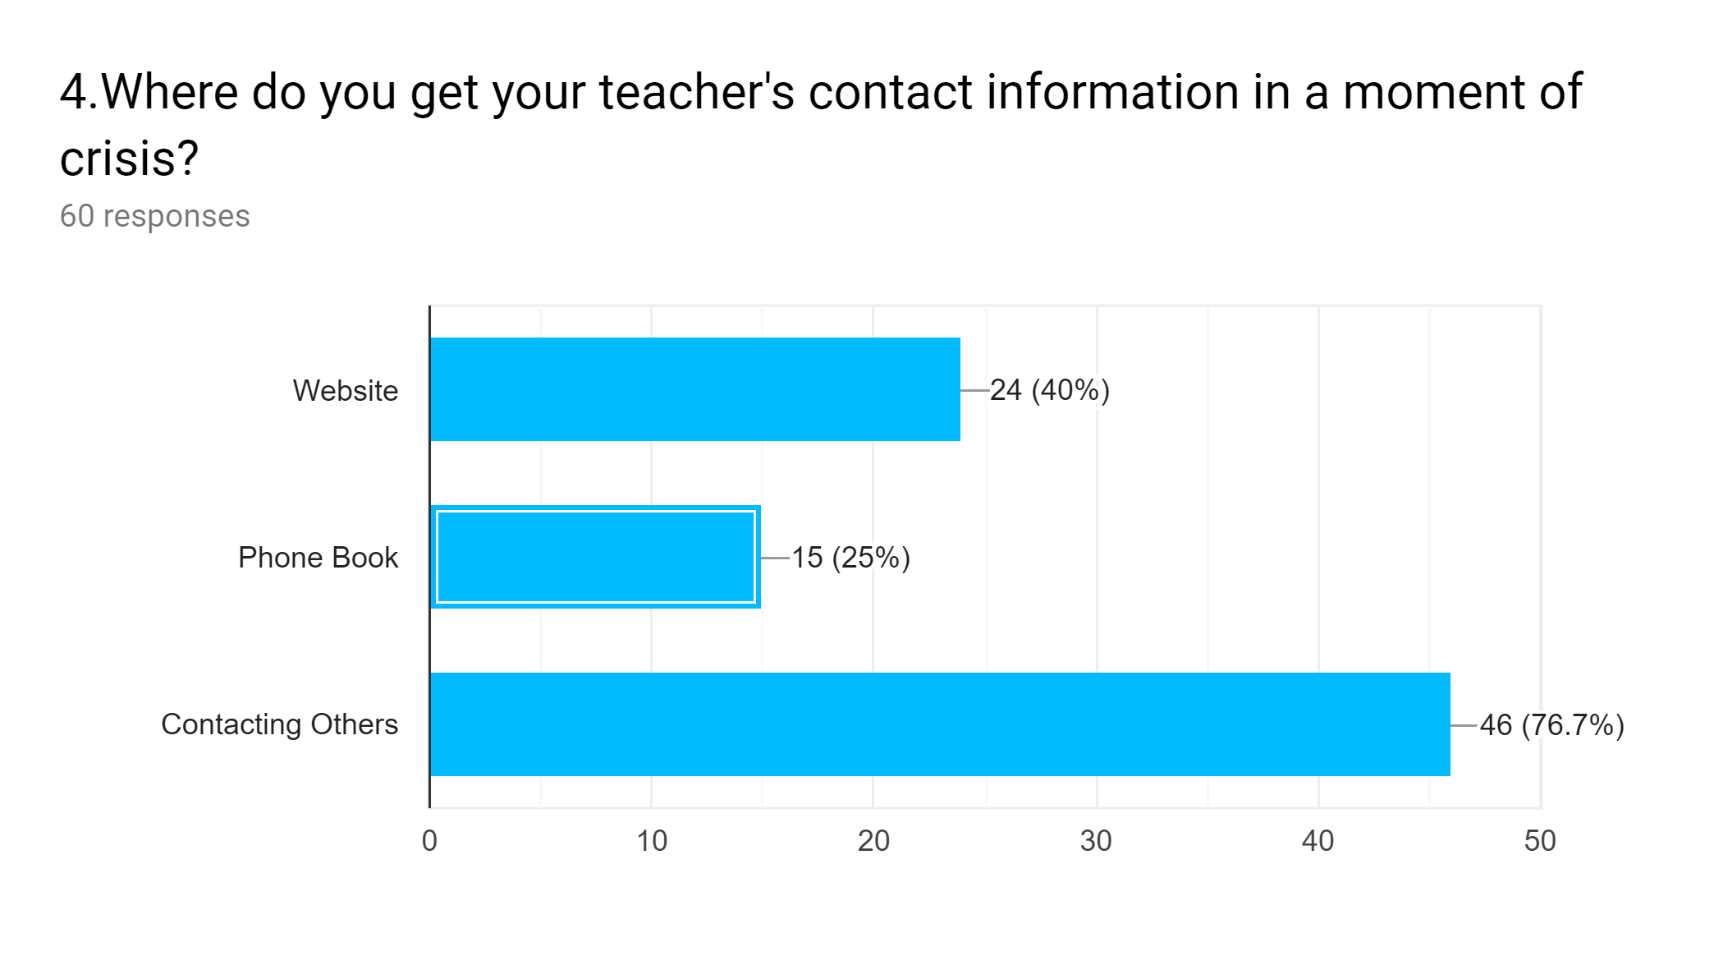 4.Where do you get your teacher's contact information in a moment of
crisis?
60 responses
Website
24 (40%)
Phone Book
15 (25%)
Contacting Others
46 (76.7%)
0
10
20
30
40
50